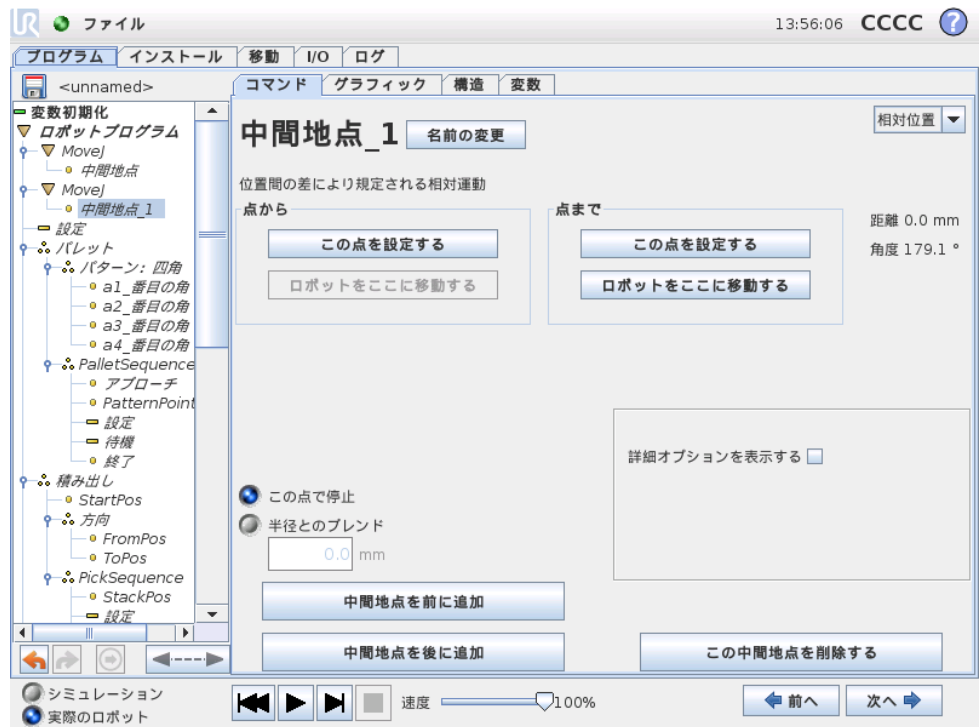 UR ファイル 13:56:06 CCCC ?
プログラム インストール 移動 I/O ログ
<unnamed>
コマンド グラフィック 構造 変数
変数初期化
ロボットプログラム
MoveJ
中間地点
MoveJ
中間地点_1
設定
パレット
パターン: 四角
a1_番目の角
a2_番目の角
a3_番目の角
a4_番目の角
PalletSequence
アプローチ
PatternPoint
設定
待機
終了
積み出し
StartPos
方向
FromPos
ToPos
PickSequence
StackPos
設定
中間地点_1 名前の変更 相対位置
位置間の差により規定される相対運動
点から 点まで
この点を設定する この点を設定する
ロボットをここに移動する ロボットをここに移動する
距離 0.0 mm
角度 179.1 °
詳細オプションを表示する
この点で停止
半径とのブレンド
0.0 mm
中間地点を前に追加
中間地点を後に追加 この中間地点を削除する
シミュレーション
実際のロボット
速度 100% 前へ 次へ